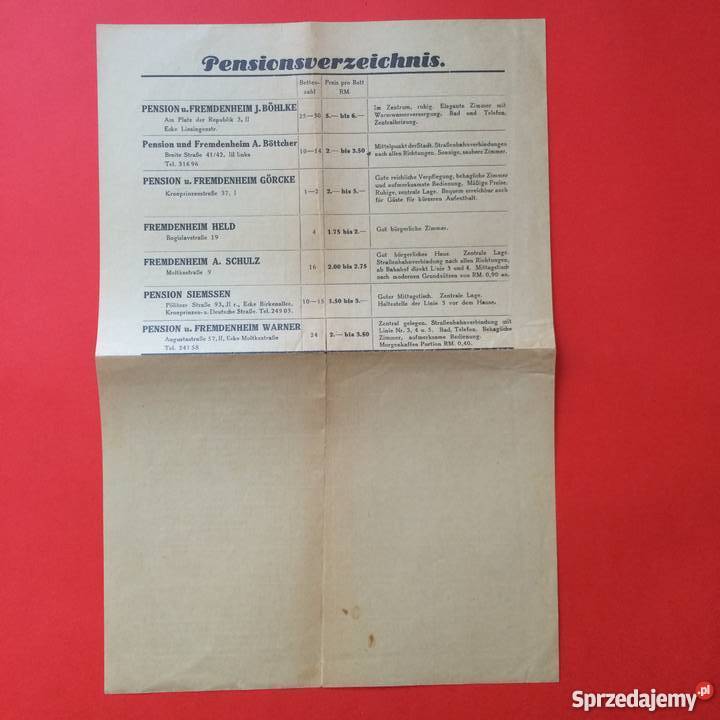 Pensionsverzeichnis.
Betten-
zahl
Preis pro Bett
RM.
PENSION u. FREMDENHEIM J. BÖHLKE
Am Platz der Republik 3, II
Ecke Liessingenstr.
25—30
5.— bis 6.—
Im Zentrum, ruhig. Elegante Zimmer mit
Warmwasserversorgung, Bad und Telefon,
Zentralheizung.
Pension und Fremdenheim A. Böttcher
Breite Straße 41/42, III links
Tel. 314 96
10—14
2.— bis 3.50
Mittelpunkt der Stadt. Straßenbahnverbindungen
nach allen Richtungen. Sonnige, saubere Zimmer.
PENSION u. FREMDENHEIM GÖRCKE
Kronprinzenstraße 37, I
1—2
2.— bis 5.—
Gute reichliche Verpflegung, behagliche Zimmer
und aufmerksamste Bedienung. Mäßige Preise.
Ruhige, zentrale Lage. Bequem erreichbar auch
für Gäste für kürzeren Aufenthalt.
FREMDENHEIM HELD
Bogislavstraße 19
4
1.75 bis 2.—
Gut bürgerliche Zimmer.
FREMDENHEIM A. SCHULZ
Moltkestraße 9
16
2.00 bis 2.75
Gut bürgerliches Haus. Zentrale Lage.
Straßenbahnverbindung nach allen Richtungen,
ab Bahnhof direkt Linie 3 und 4. Mittagstisch
nach modernen Grundsätzen von RM. 0,90 an.
PENSION SIEMSSEN
Pölitzer Straße 93, II r., Ecke Birkenallee,
Kronprinzen- u. Deutsche Straße. Tel. 249 05.
10—15
3.50 bis 5.—
Guter Mittagstisch. Zentrale Lage.
Haltestelle der Linie 3 vor dem Hause.
PENSION u. FREMDENHEIM WARNER
Augustastraße 57, II, Ecke Moltkestraße
Tel. 241 58
24
2.— bis 3.50
Zentral gelegen. Straßenbahnverbindung mit
Linie Nr. 3, 4 u. 5. Bad, Telefon. Behagliche
Zimmer, aufmerksame Bedienung.
Morgenkaffee Portion RM. 0,40.
Sprzedajemy.pl